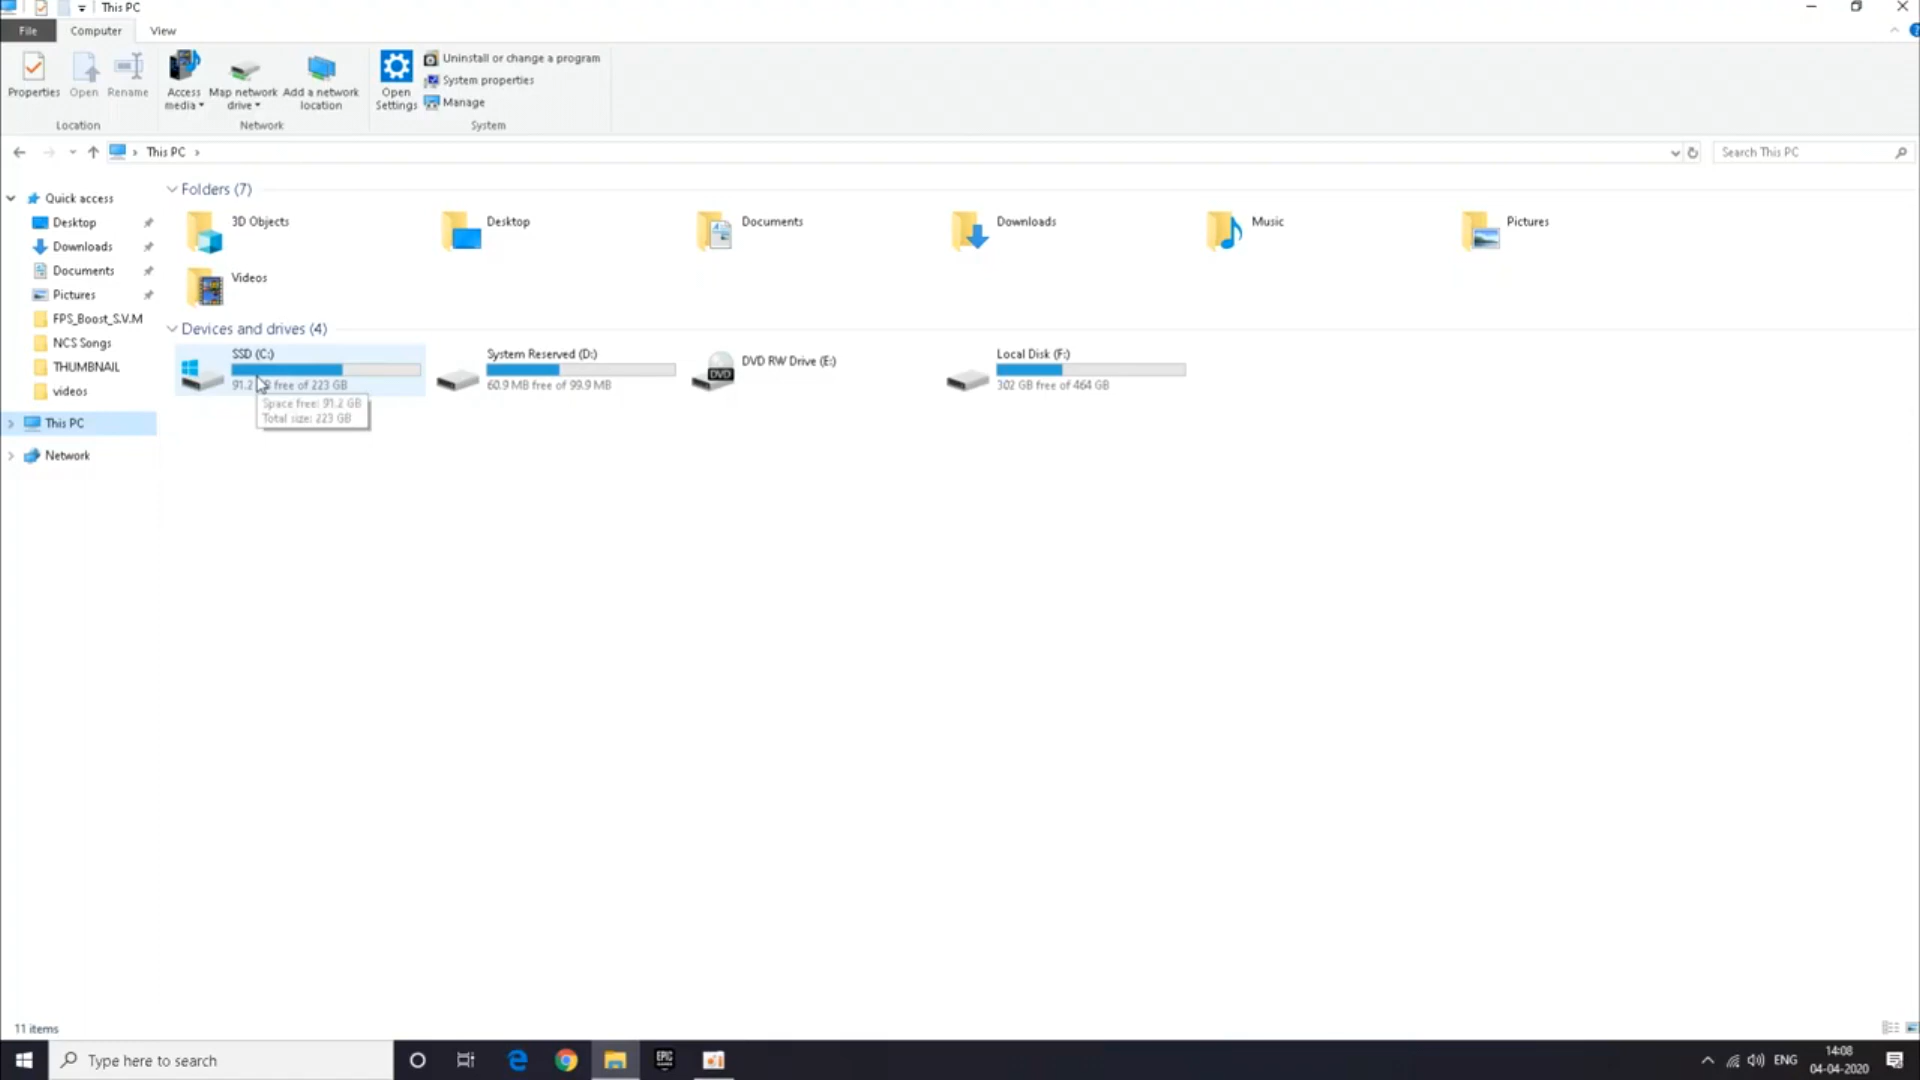 This PC
File
Computer
View
Properties
Open
Rename
Access media
Map network drive
Add a network location
Open Settings
Uninstall or change a program
System properties
Manage
Location
Network
System
This PC
Search This PC
Quick access
Desktop
Downloads
Documents
Pictures
FPS_Boost_S.V.M
NCS Songs
THUMBNAIL
videos
This PC
Network
Folders (7)
3D Objects
Desktop
Documents
Downloads
Music
Pictures
Videos
Devices and drives (4)
SSD (C:)
91.2 free of 223 GB
Space free: 91.2 GB
Total size: 223 GB
System Reserved (D:)
60.9 MB free of 99.9 MB
DVD
DVD RW Drive (E:)
Local Disk (F:)
302 GB free of 464 GB
11 items
Type here to search
EPIC
ENG
14:08
04-04-2020